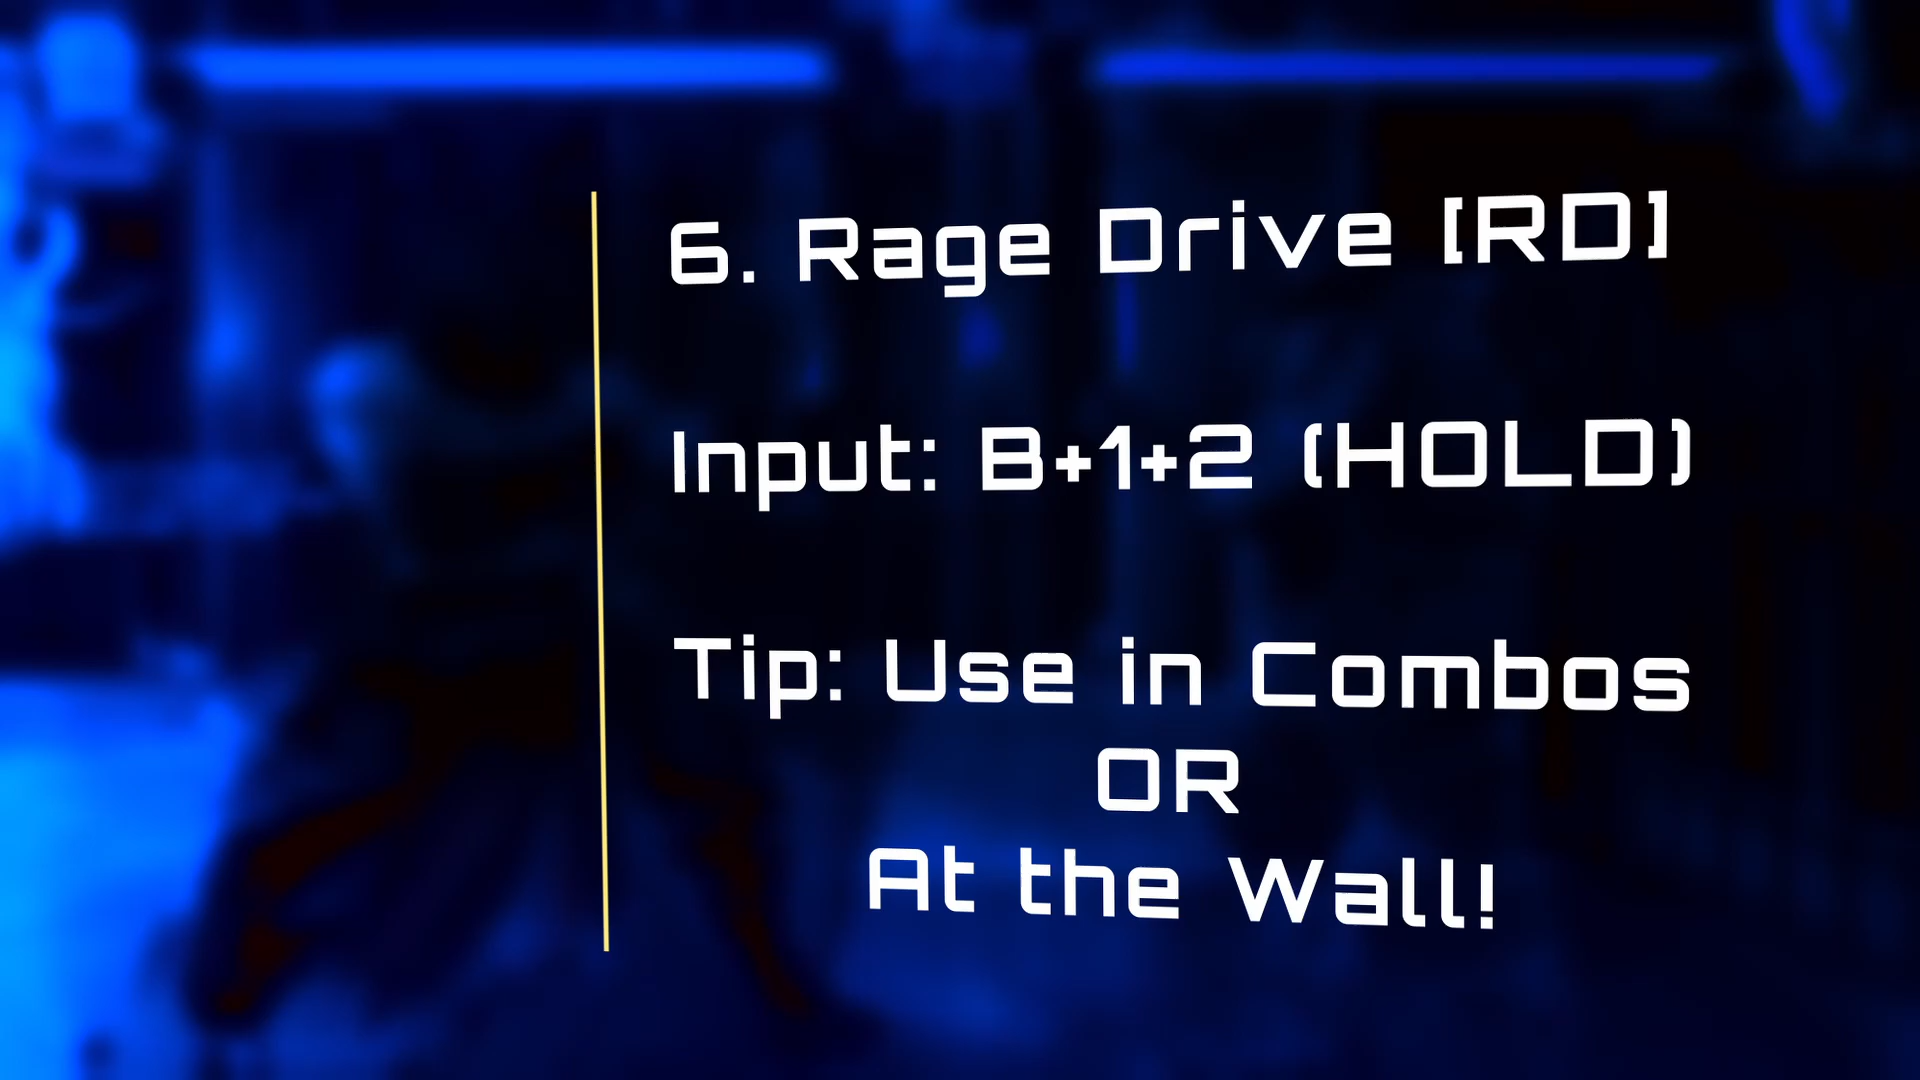 6. Rage Drive [RD]
Input: B+1+2 (HOLD)
Tip: Use in Combos
OR
At the Wall!